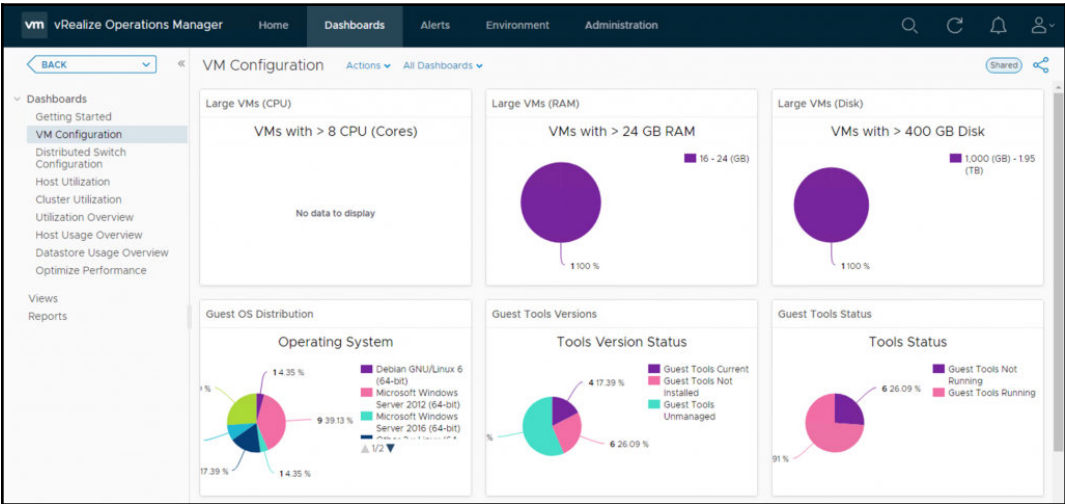 vm vRealize Operations Manager Home Dashboards Alerts Environment Administration
BACK
VM Configuration Actions All Dashboards Shared
Dashboards
Getting Started
VM Configuration
Distributed Switch
Configuration
Host Utilization
Cluster Utilization
Utilization Overview
Host Usage Overview
Datastore Usage Overview
Optimize Performance
Views
Reports
Large VMs (CPU)
VMs with > 8 CPU (Cores)
No data to display
Large VMs (RAM)
VMs with > 24 GB RAM
16 - 24 (GB)
1 100 %
Large VMs (Disk)
VMs with > 400 GB Disk
1,000 (GB) - 1.95
(TB)
1 100 %
Guest OS Distribution
Operating System
1 4.35 %
9 39.13 %
1 4.35 %
17.39 %
Debian GNU/Linux 6
(64-bit)
Microsoft Windows
Server 2012 (64-bit)
Microsoft Windows
Server 2016 (64-bit)
1/2
Guest Tools Versions
Tools Version Status
4 17.39 %
6 26.09 %
Guest Tools Current
Guest Tools Not
Installed
Guest Tools
Unmanaged
Guest Tools Status
Tools Status
6 26.09 %
91 %
Guest Tools Not
Running
Guest Tools Running